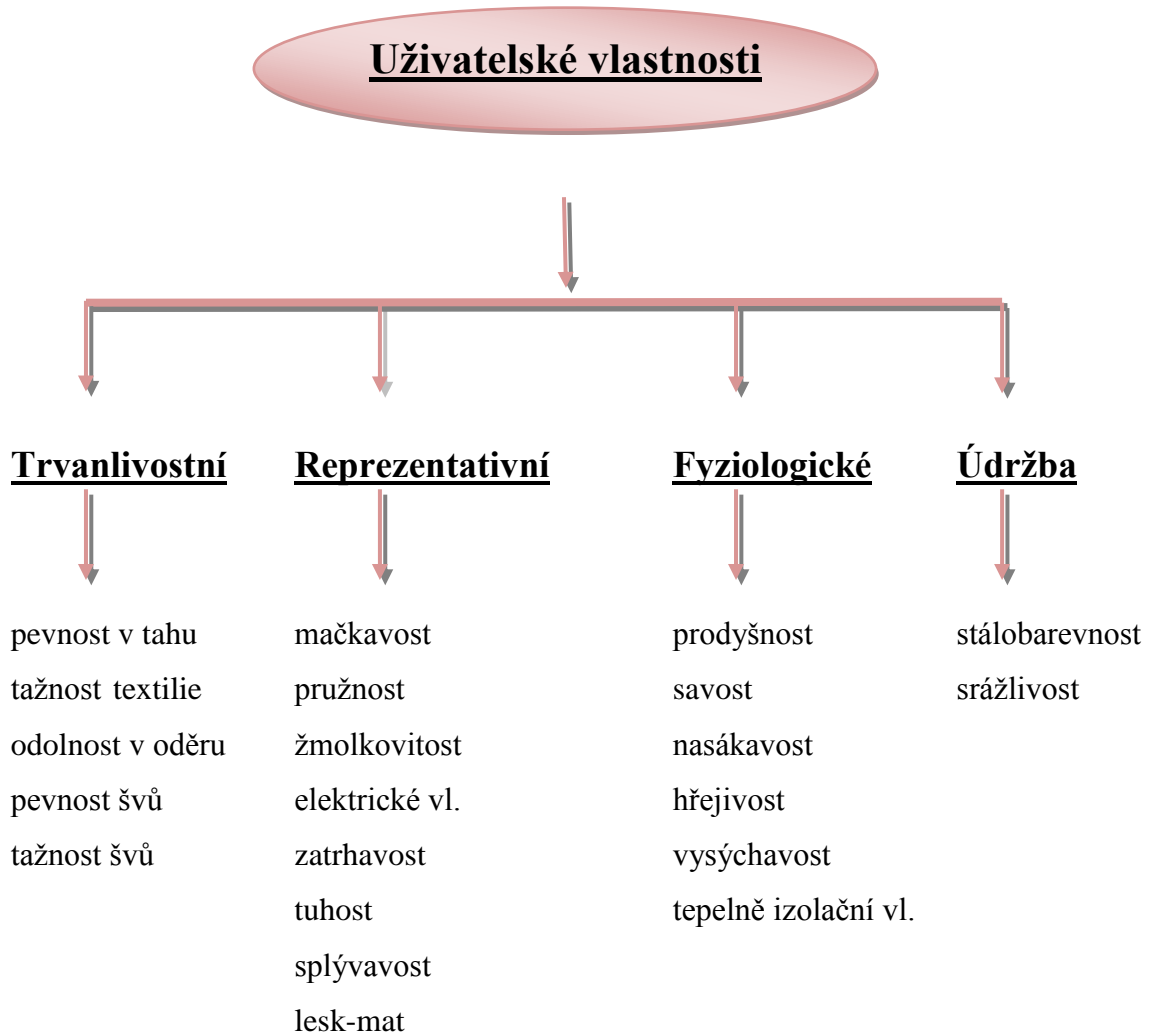 Uživatelské vlastnosti
Trvanlivostní
Reprezentativní
Fyziologické
Údržba
pevnost v tahu
tažnost textilie
odolnost v oděru
pevnost švů
tažnost švů
mačkavost
pružnost
žmolkovitost
elektrické vl.
zatrhavost
tuhost
splývavost
lesk-mat
prodyšnost
savost
nasákavost
hřejivost
vysýchavost
tepelně izolační vl.
stálobarevnost
srážlivost